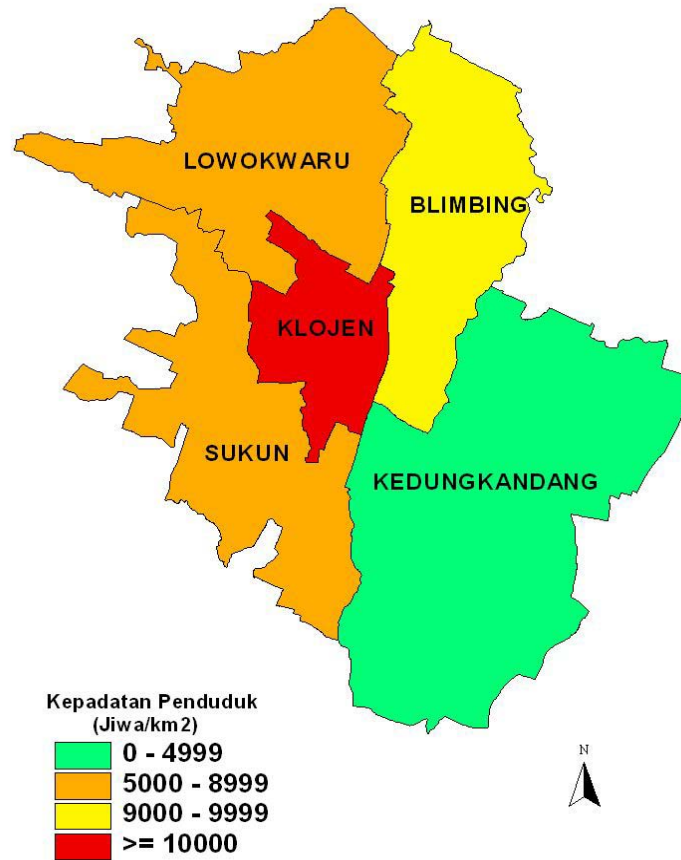 LOWOKWARU
BLIMBING
KLOJEN
SUKUN
KEDUNGKANDANG
Kepadatan Penduduk
(Jiwa/km2)
0 - 4999
5000 - 8999
9000 - 9999
>= 10000
N